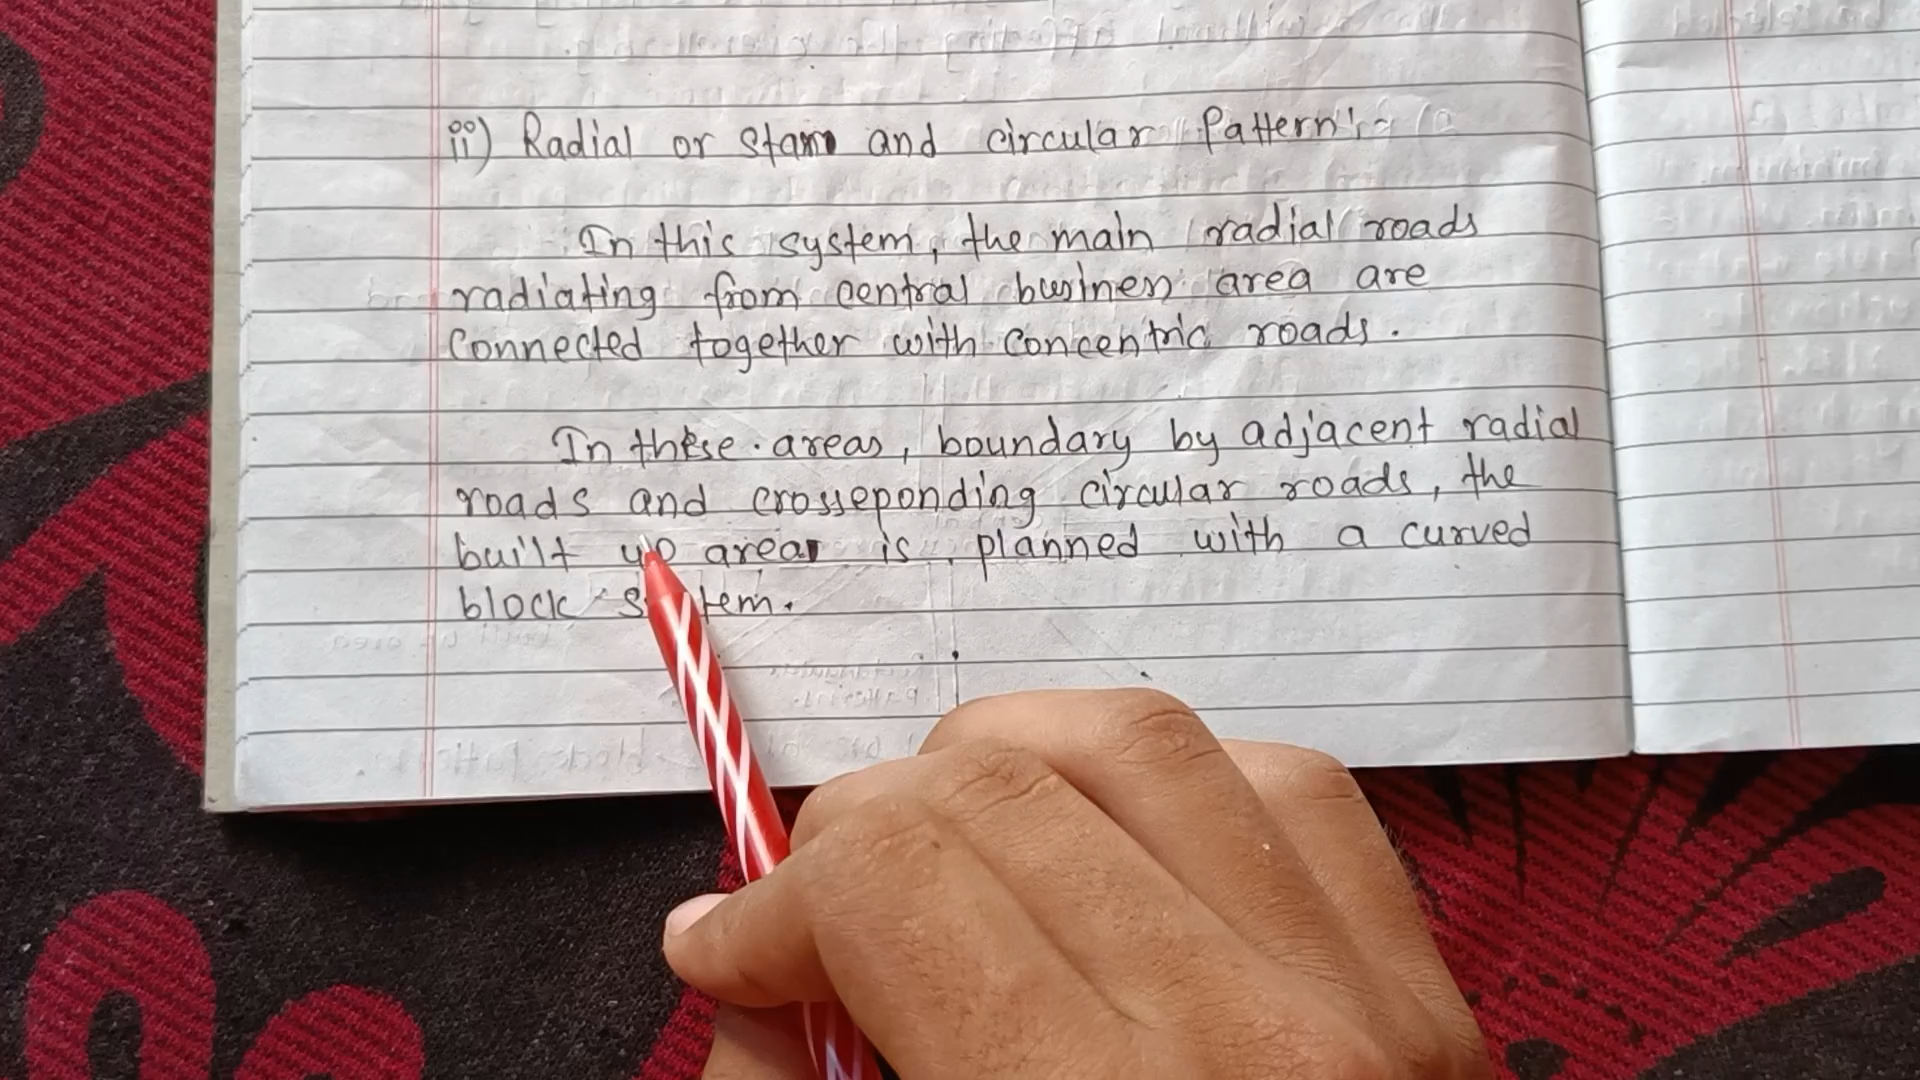 ii) Radial or star and circular Pattern:-
In this system, the main radial roads
radiating from central business area are
Connected together with concentric roads.
In these areas, boundary by adjacent radial
roads and crosseponding circular roads, the
built up area is planned with a curved
block system.